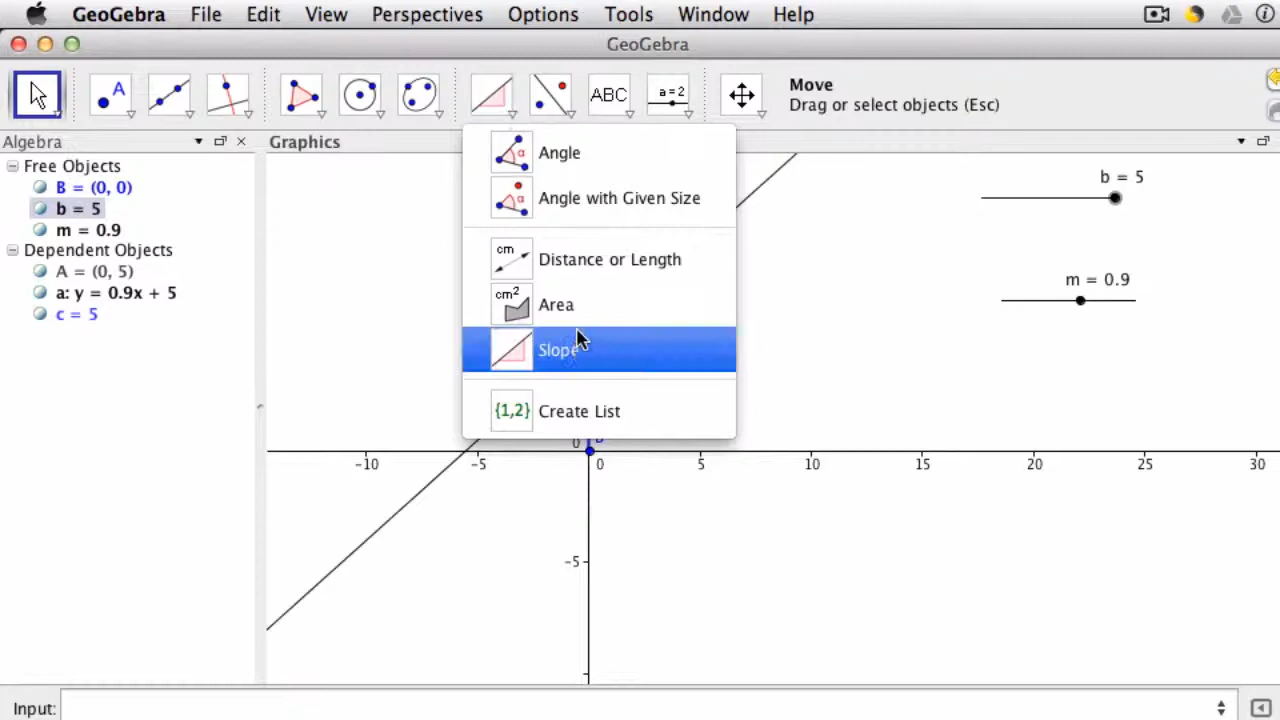 GeoGebra File Edit View Perspectives Options Tools Window Help
GeoGebra
A ABC a = 2 Move
Drag or select objects (Esc)
Algebra Graphics
Free Objects
B = (0, 0)
b = 5
m = 0.9
Dependent Objects
A = (0, 5)
a: y = 0.9x + 5
c = 5
α Angle
α Angle with Given Size
cm Distance or Length
cm² Area
Slope
{1,2} Create List
b = 5
m = 0.9
0
-10 -5 0 5 10 15 20 25 30
-5
Input: